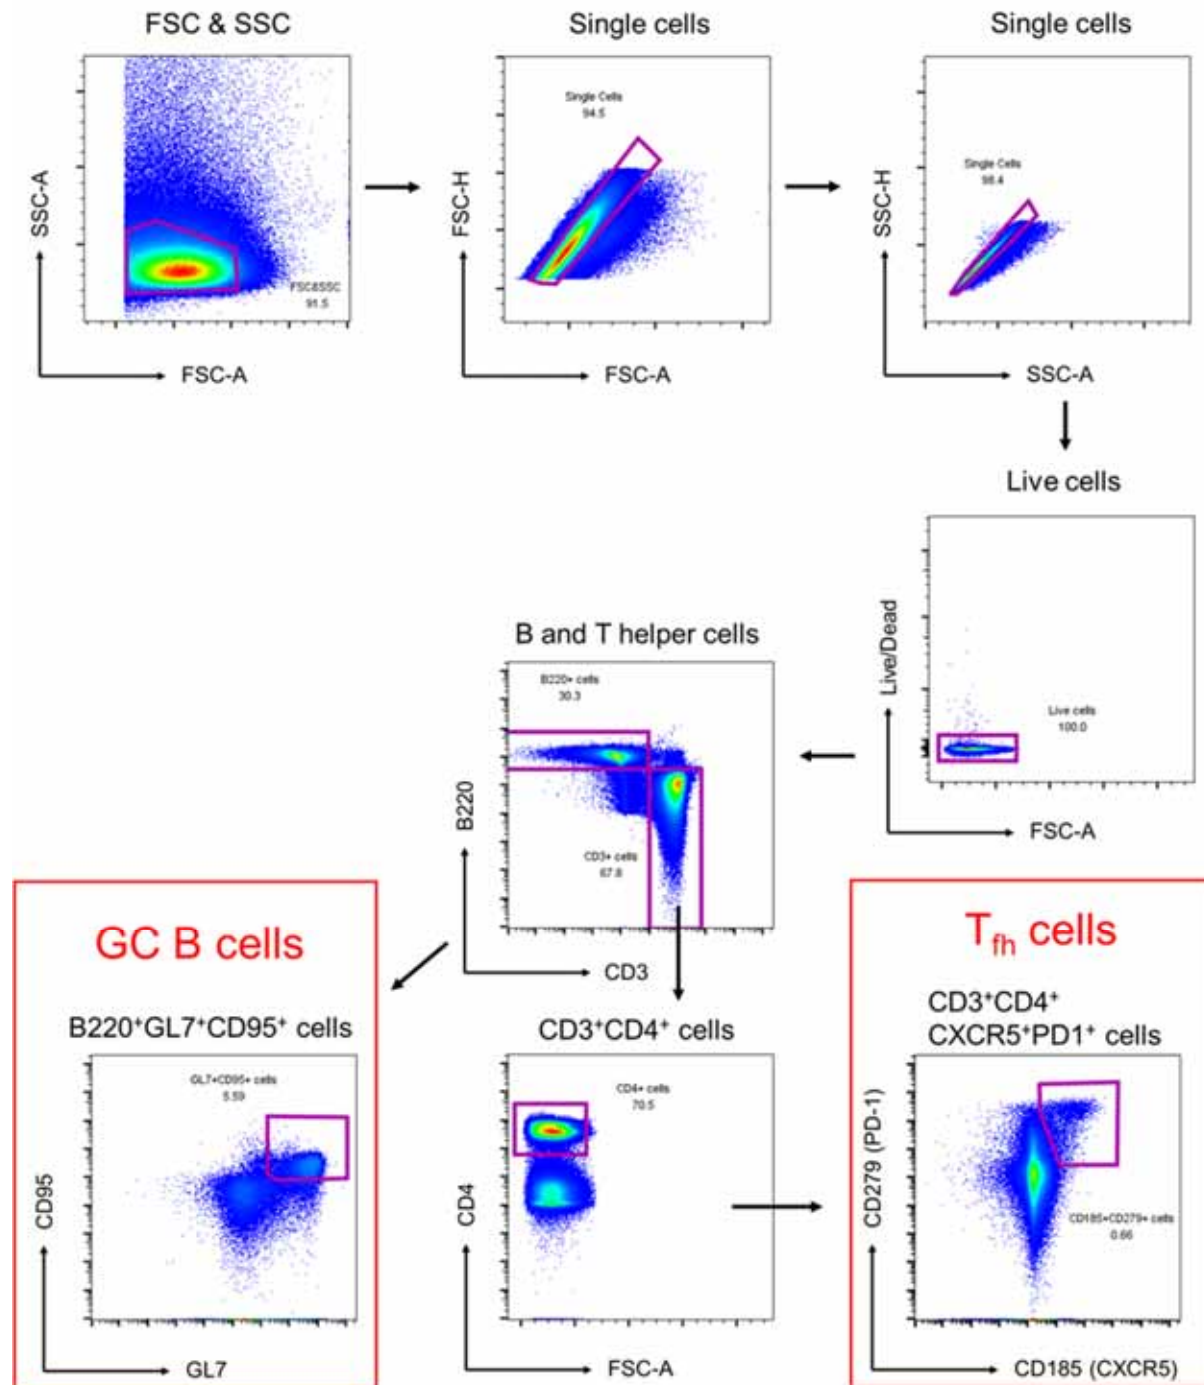 FSC & SSC
SSC-A
FSC&SSC
91.5
FSC-A
Single cells
FSC-H
Single Cells
94.5
FSC-A
Single cells
SSC-H
Single Cells
98.4
SSC-A
Live cells
Live/Dead
Live cells
100.0
FSC-A
B and T helper cells
B220
B220+ cells
30.3
CD3+ cells
67.8
CD3
GC B cells
B220⁺GL7⁺CD95⁺ cells
CD95
GL7+CD95+ cells
5.59
GL7
CD3⁺CD4⁺ cells
CD4
CD4+ cells
70.5
FSC-A
Tfh cells
CD3⁺CD4⁺
CXCR5⁺PD1⁺ cells
CD279 (PD-1)
CD185+CD279+ cells
0.66
CD185 (CXCR5)